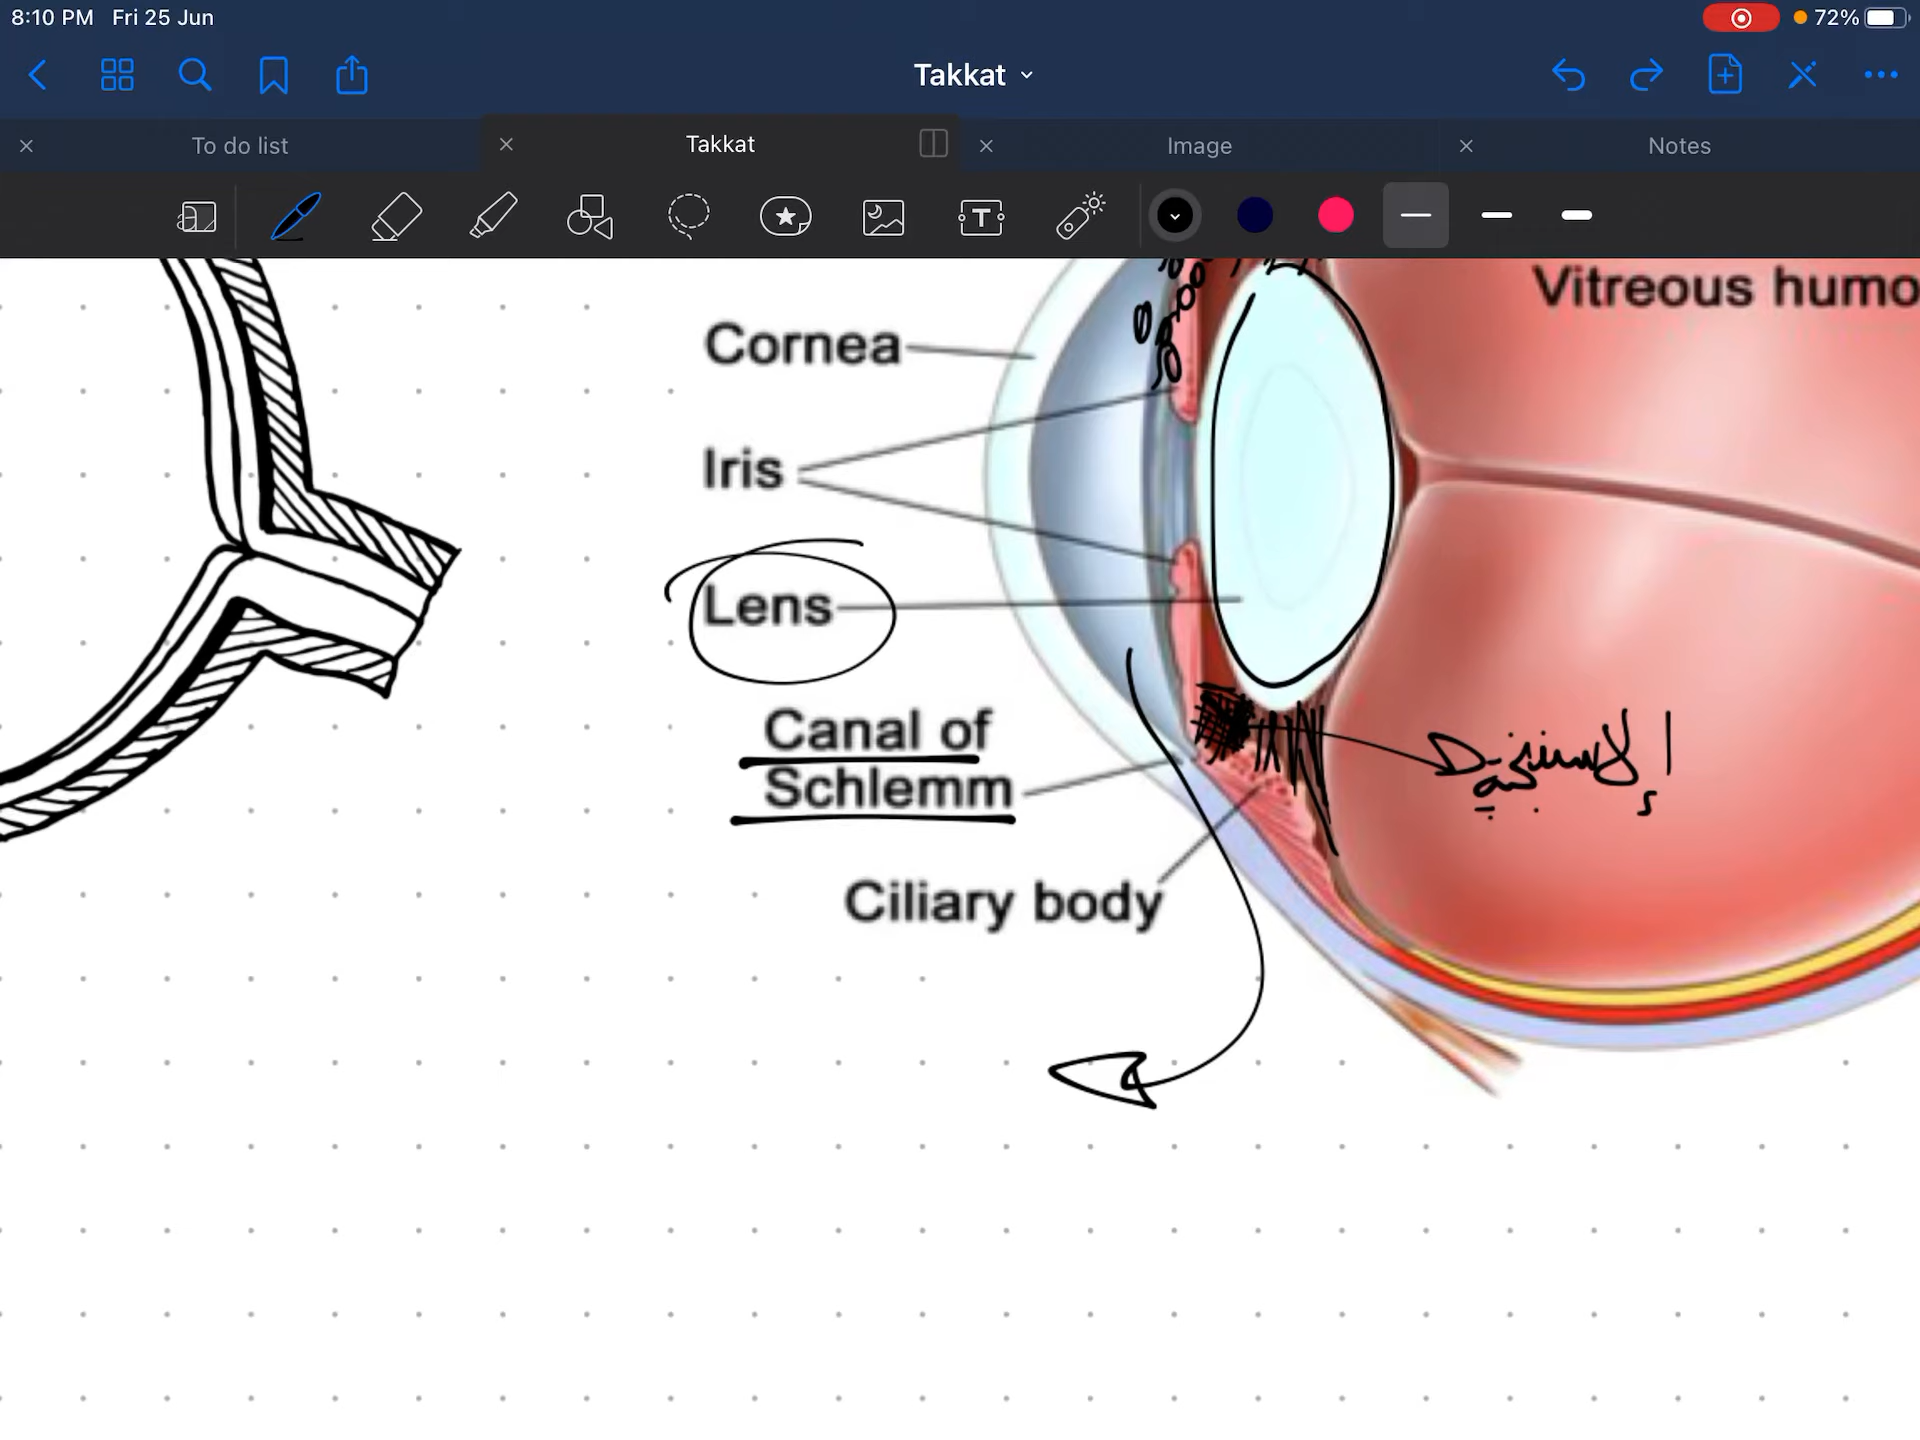 8:10 PM Fri 25 Jun 72%
Takkat
To do list Takkat Image Notes
Vitreous humo
Cornea
Iris
Lens
Canal of
Schlemm
Ciliary body